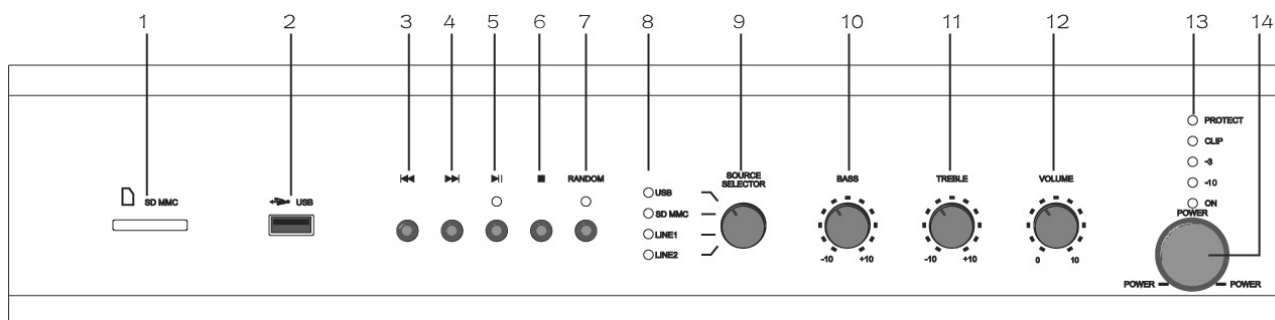 1 2 3 4 5 6 7 8 9 10 11 12 13 14
PROTECT
CLIP
-3
-10
ON
SD MMC
USB
RANDOM
USB
SD MMC
LINE1
LINE2
SOURCE
SELECTOR
BASS
-10 +10
TREBLE
-10 +10
VOLUME
0 10
POWER
POWER POWER